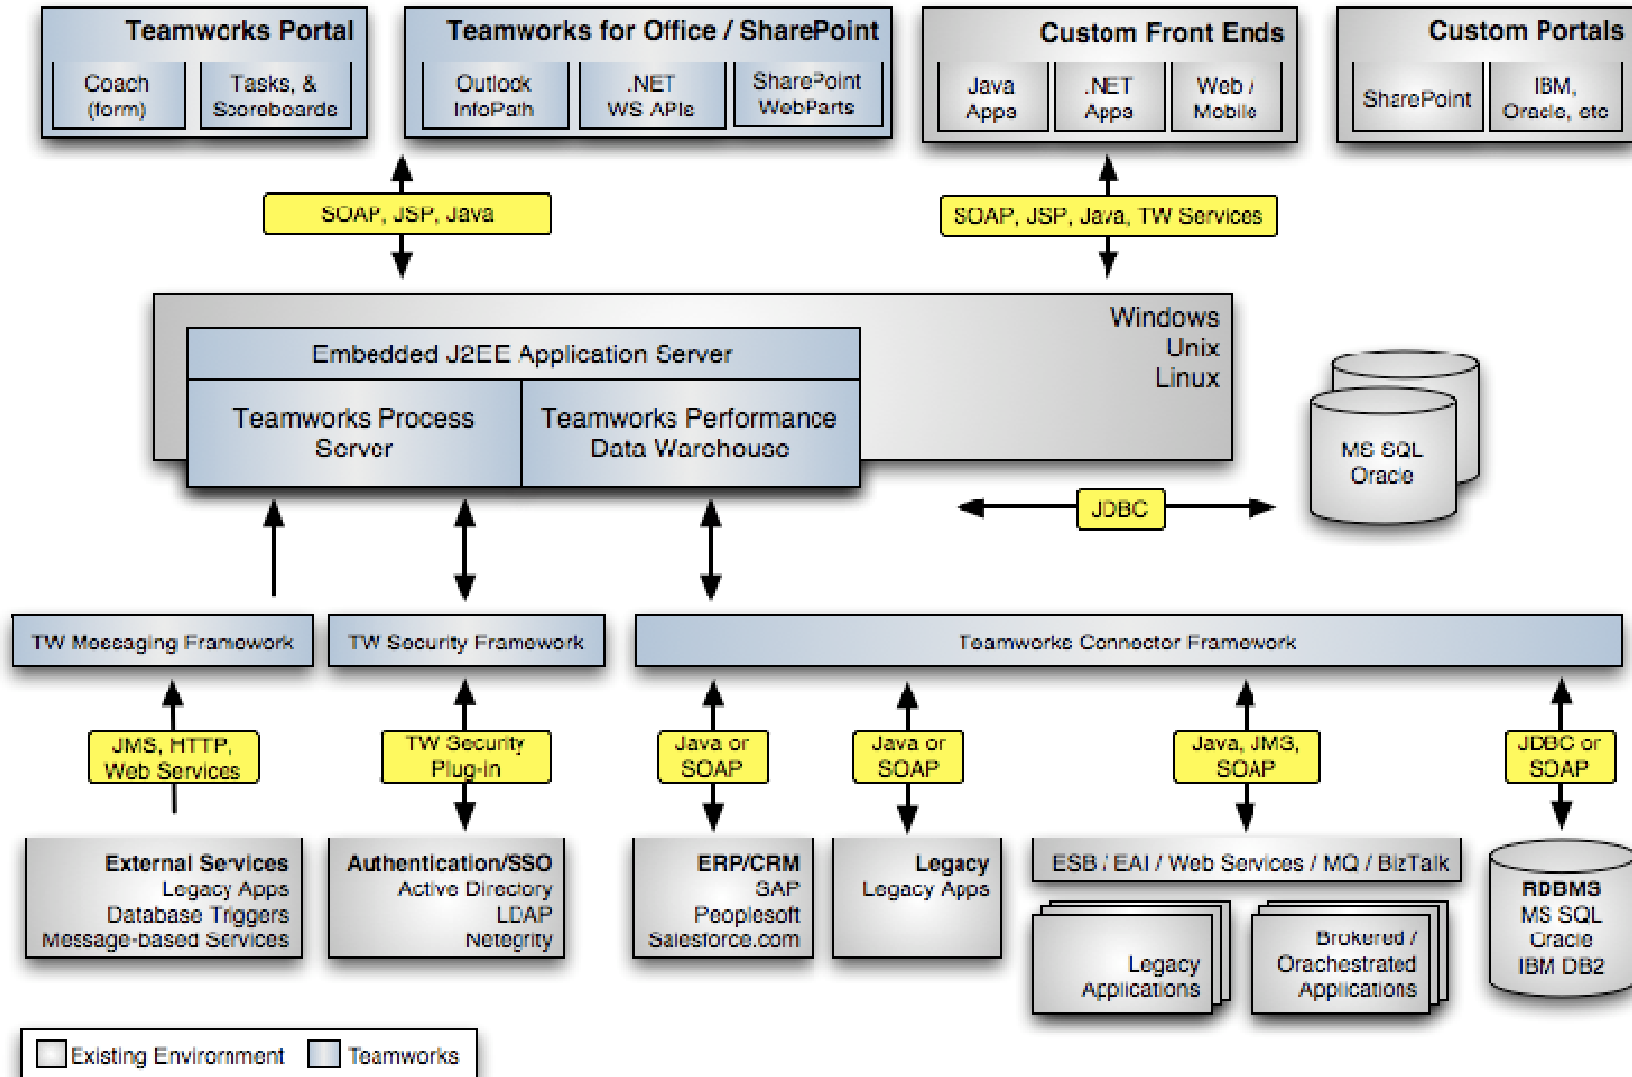 Teamworks Portal
Coach
(form)
Tasks, &
Scoreboards
Teamworks for Office / SharePoint
Outlook
InfoPath
.NET
WS APIs
SharePoint
WebParts
Custom Front Ends
Java
Apps
.NET
Apps
Web /
Mobile
Custom Portals
SharePoint
IBM,
Oracle, etc
SOAP, JSP, Java
SOAP, JSP, Java, TW Services
Windows
Unix
Linux
Embedded J2EE Application Server
Teamworks Process
Server
Teamworks Performance
Data Warehouse
MS SQL
Oracle
JDBC
TW Messaging Framework
TW Security Framework
Teamworks Connector Framework
JMS, HTTP,
Web Services
TW Security
Plug-in
Java or
SOAP
Java or
SOAP
Java, JMS,
SOAP
JDBC or
SOAP
External Services
Legacy Apps
Database Triggers
Message-based Services
Authentication/SSO
Active Directory
LDAP
Netegrity
ERP/CRM
SAP
Peoplesoft
Salesforce.com
Legacy
Legacy Apps
ESB / EAI / Web Services / MQ / BizTalk
Legacy
Applications
Brokered /
Orachestrated
Applications
RDBMS
MS SQL
Oracle
IBM DB2
Existing Environment
Teamworks